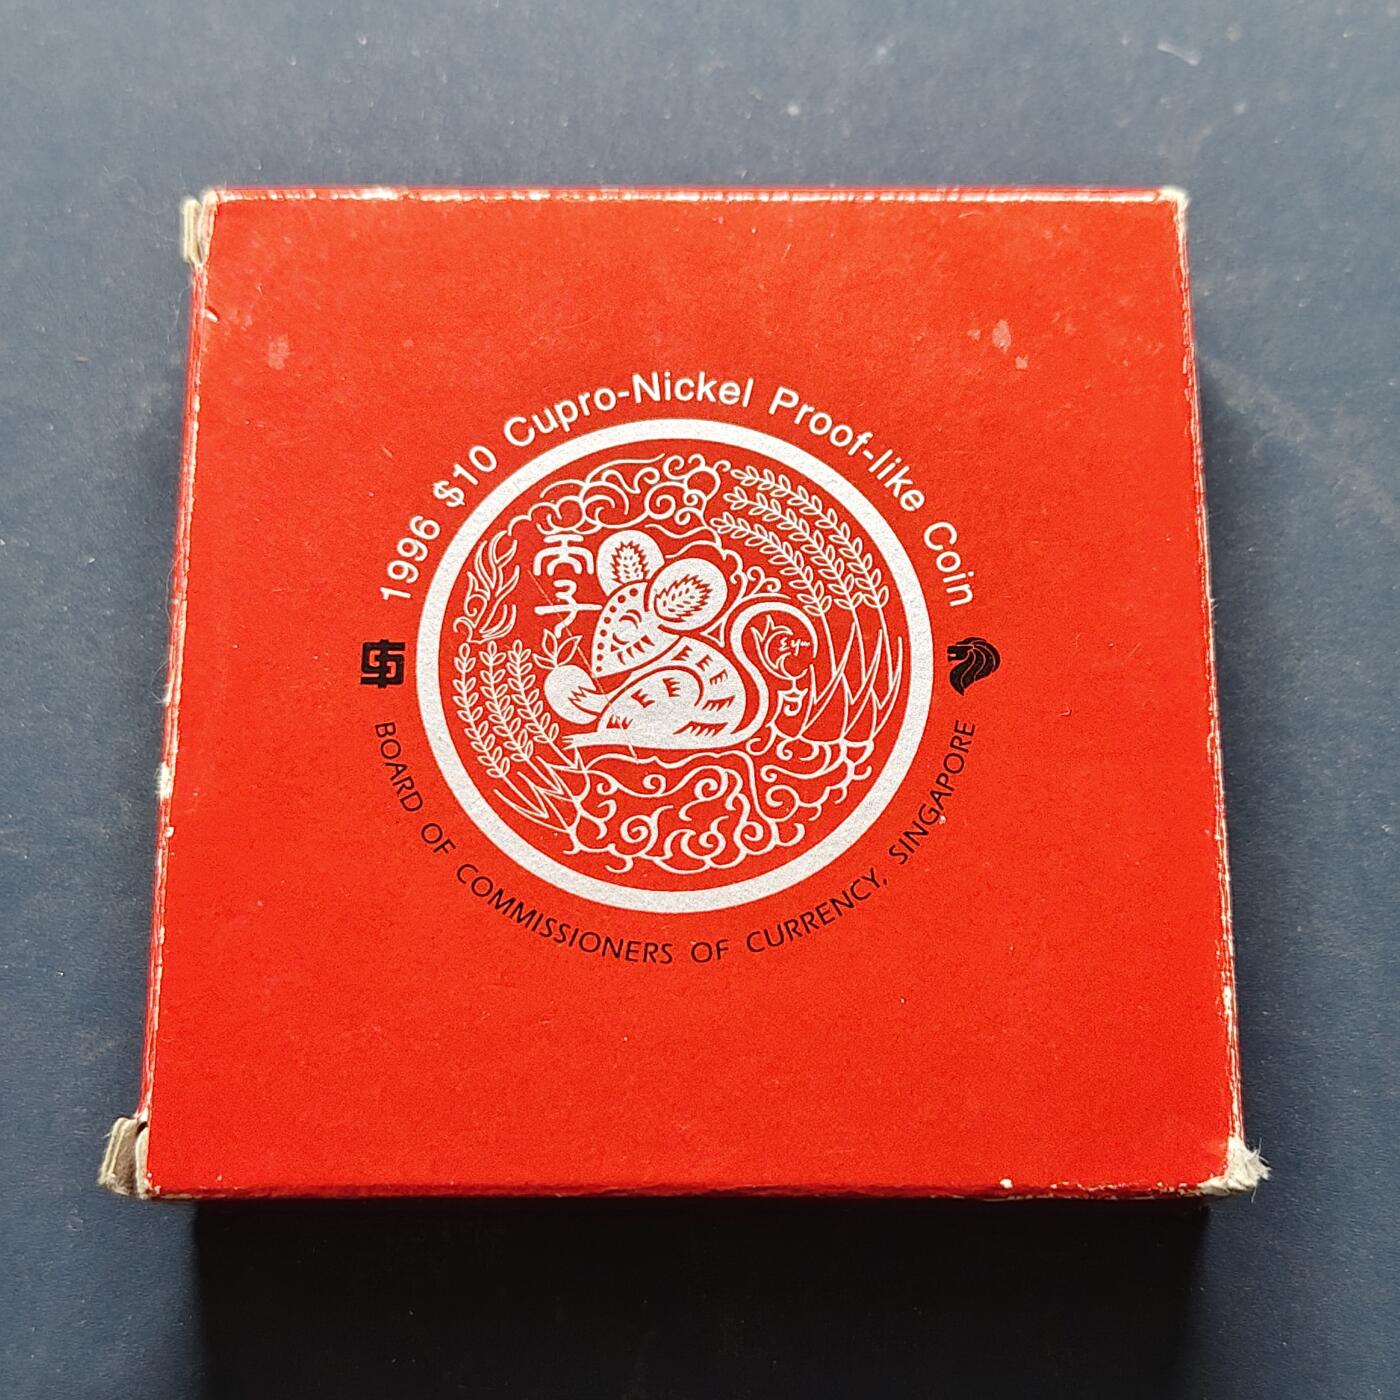 1996 $10 Cupro-Nickel Proof-like Coin
丙子
BOARD OF COMMISSIONERS OF CURRENCY, SINGAPORE